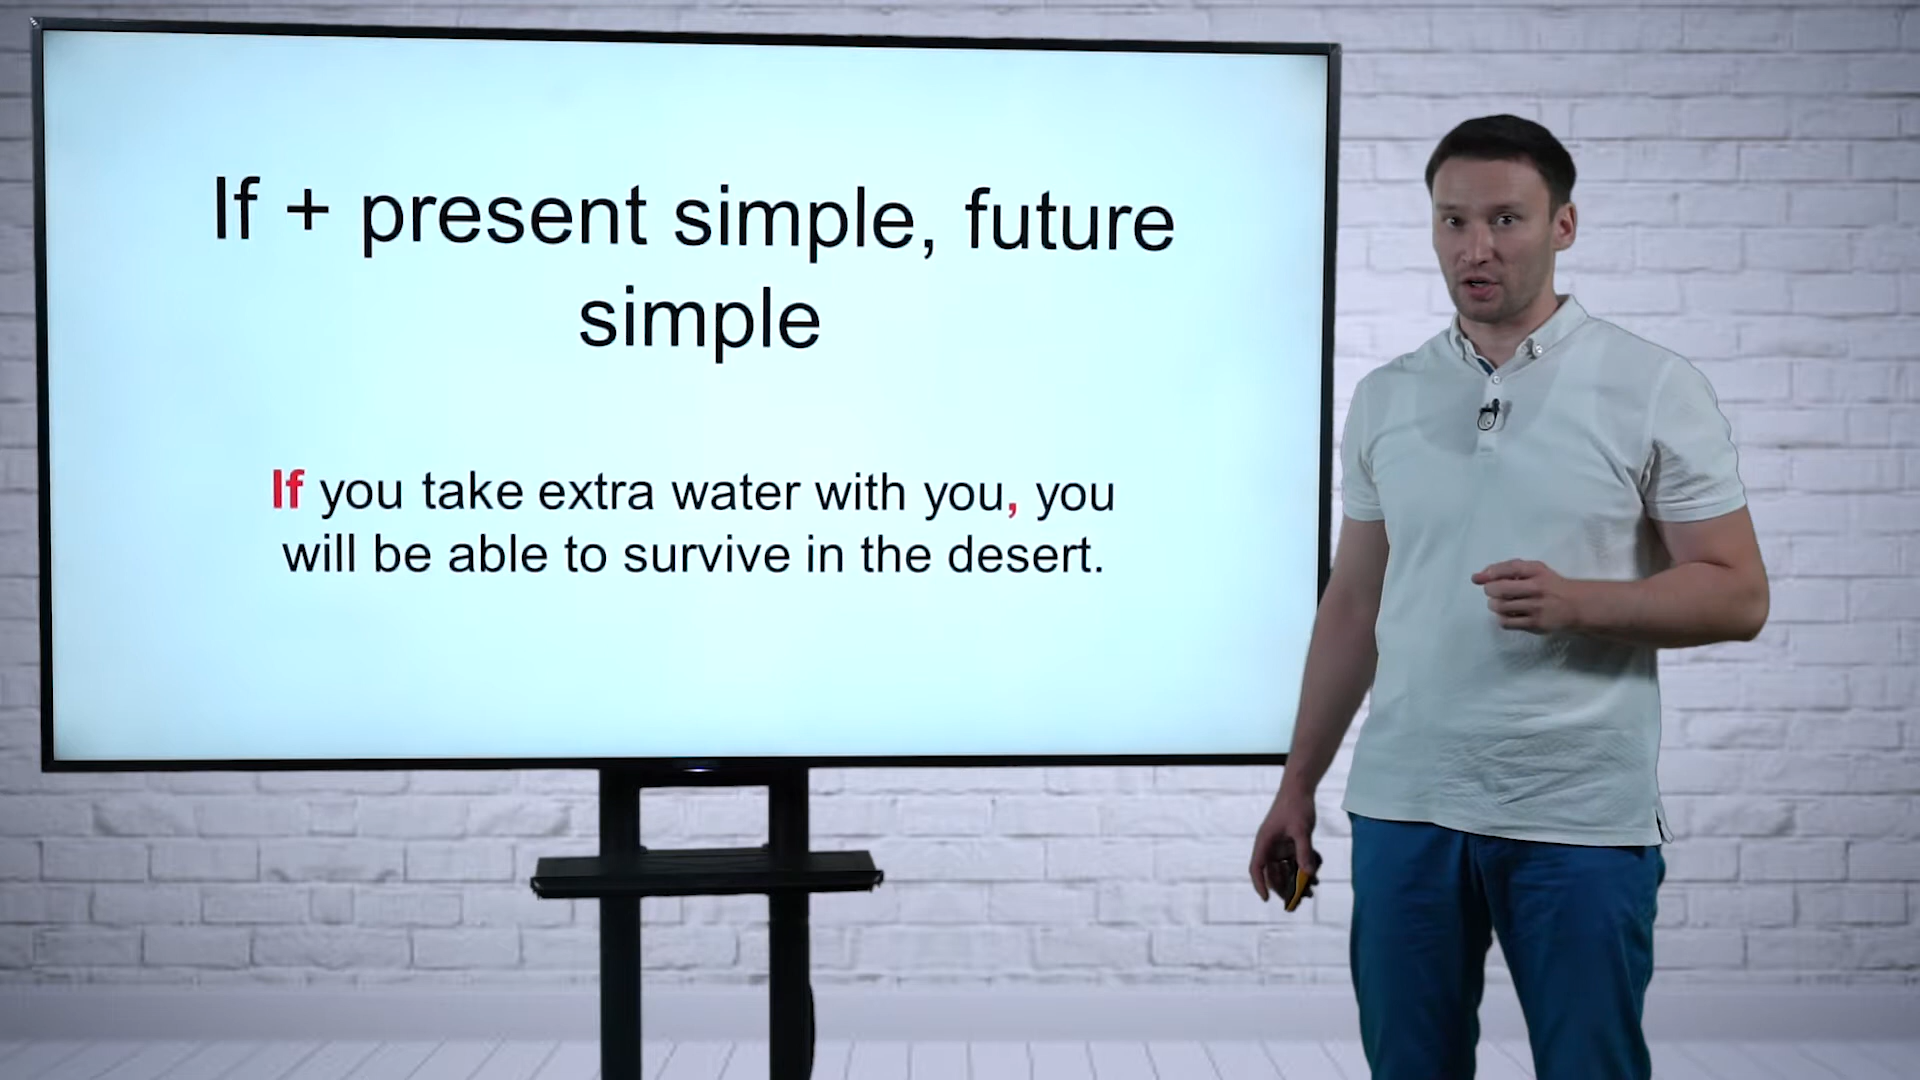 If + present simple, future
simple
If you take extra water with you, you
will be able to survive in the desert.